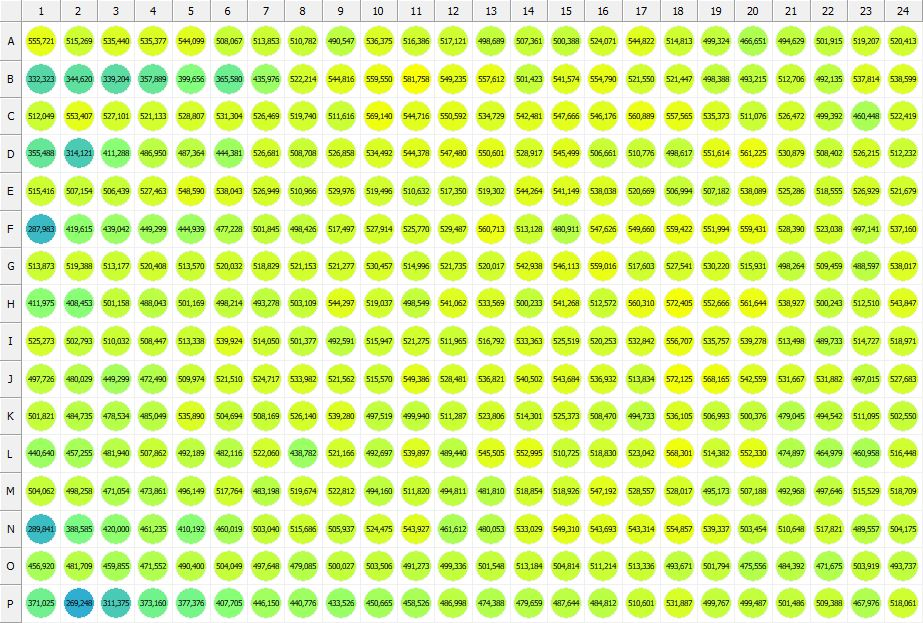 1 2 3 4 5 6 7 8 9 10 11 12 13 14 15 16 17 18 19 20 21 22 23 24
A 555,721 515,269 535,440 535,377 544,099 508,067 513,853 510,782 490,547 536,375 516,386 517,121 498,689 507,361 500,388 524,071 544,822 514,813 499,324 466,651 494,629 501,915 519,207 520,413
B 332,323 344,620 339,204 357,889 399,656 365,580 435,976 522,214 544,816 559,550 581,758 549,235 557,612 501,423 541,574 554,790 521,550 521,447 498,388 493,215 512,706 492,135 537,814 538,599
C 512,049 553,407 527,101 521,133 528,807 531,304 526,469 519,740 511,616 569,140 544,716 550,592 534,729 542,481 547,666 546,176 560,889 557,565 535,373 511,076 526,472 499,392 460,448 522,419
D 355,488 314,121 411,288 486,950 487,364 444,381 526,681 508,708 526,858 534,492 544,378 547,480 550,601 528,917 545,499 506,661 510,776 498,617 551,614 561,225 530,879 508,402 526,215 512,232
E 515,416 507,154 506,439 527,463 548,590 538,043 526,949 510,966 529,976 519,496 510,632 517,350 519,302 544,264 541,149 538,038 520,669 506,994 507,182 538,089 525,286 518,555 526,929 521,679
F 287,983 419,615 439,042 449,299 444,939 477,228 501,845 498,426 517,497 527,914 525,770 529,487 560,713 513,128 480,911 547,626 549,660 559,422 551,994 559,431 528,390 523,038 497,141 537,160
G 513,873 519,388 513,177 520,408 513,570 520,032 518,829 521,153 521,277 530,457 514,996 521,735 520,017 542,938 546,113 559,016 517,603 527,541 530,220 515,931 498,264 509,459 488,597 538,017
H 411,975 408,453 501,158 488,043 501,169 498,214 493,278 503,109 544,297 519,037 498,549 541,062 533,569 500,233 541,268 512,572 560,310 572,405 552,666 561,644 538,927 500,243 512,510 543,847
I 525,273 502,793 510,032 508,447 513,338 539,924 514,050 501,377 492,591 515,947 521,275 511,965 516,792 533,363 525,519 520,253 532,842 556,707 535,757 539,278 513,498 489,733 514,727 518,971
J 497,726 480,029 449,299 472,490 509,974 521,510 524,717 533,982 521,562 515,570 549,386 528,481 536,821 540,502 543,684 536,932 513,834 572,125 568,165 542,559 531,667 531,882 497,015 527,683
K 501,821 484,735 478,534 485,049 535,890 504,694 508,169 526,140 539,280 497,519 499,940 511,287 523,806 514,301 525,373 508,470 494,733 536,105 506,993 500,376 479,045 494,542 511,095 502,550
L 440,640 457,255 481,940 507,862 492,189 482,116 522,060 438,782 521,166 492,697 539,897 489,440 545,505 552,995 510,725 518,830 523,042 568,301 514,382 552,330 474,897 464,979 460,958 516,448
M 504,062 498,258 471,054 473,861 496,149 517,764 483,198 519,674 522,812 494,160 511,820 494,811 481,810 518,854 518,926 547,192 528,557 528,017 495,173 507,188 492,968 497,646 515,529 518,709
N 289,841 388,585 420,000 461,235 410,192 460,019 503,040 515,686 505,937 524,475 543,927 461,612 480,053 533,029 549,310 543,693 543,314 554,857 539,337 503,454 510,648 517,821 489,557 504,175
O 456,920 481,709 459,855 471,552 490,400 504,049 497,648 479,085 500,027 503,506 491,273 499,336 501,548 513,184 504,814 511,214 513,336 493,671 501,794 475,556 484,392 471,675 503,919 493,737
P 371,025 269,248 311,375 373,160 377,376 407,705 446,150 440,776 433,526 450,665 458,526 486,998 474,388 479,659 487,644 484,812 510,601 531,887 499,767 499,487 501,486 509,388 467,976 518,061